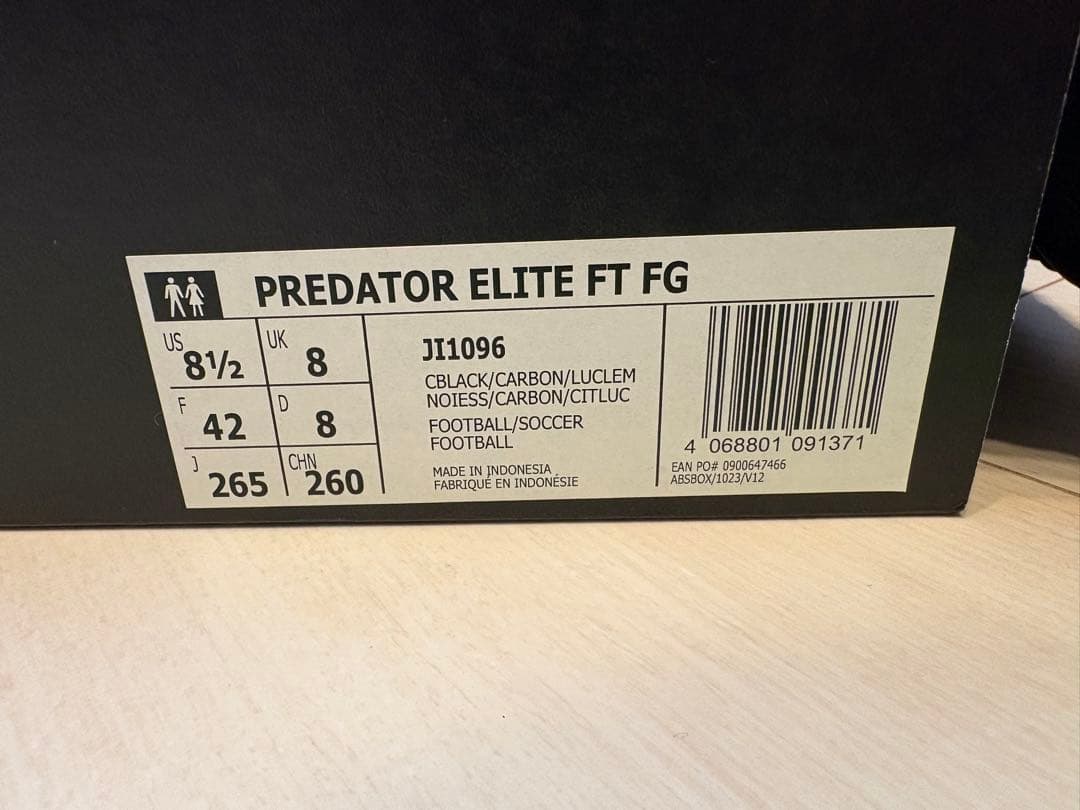 PREDATOR ELITE FT FG
US 8½ UK 8
F 42 D 8
J 265 CHN 260
JI1096
CBLACK/CARBON/LUCLEM
NOIESS/CARBON/CITLUC
FOOTBALL/SOCCER
FOOTBALL
MADE IN INDONESIA
FABRIQUÉ EN INDONÉSIE
4 068801 091371
EAN PO# 0900647466
ABSBOX/1023/V12